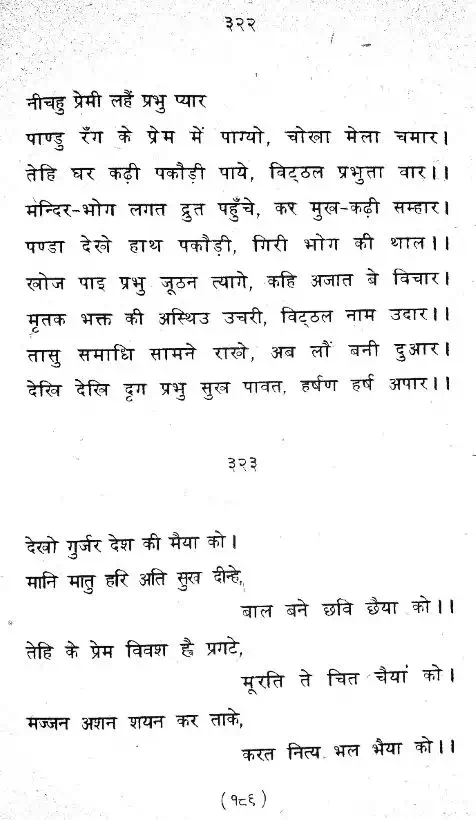 ३२२
नीचहु प्रेमी लहैं प्रभु प्यार
पाण्डु रँग के प्रेम में पाग्यो, चोखा मेला चमार।
तेहि घर कढ़ी पकौड़ी पाये, विट्ठल प्रभुता वार।।
मन्दिर-भोग लगत द्रुत पहुँचे, कर मुख-कढ़ी सम्हार।
पण्डा देखे हाथ पकौड़ी, गिरी भोग की थाल।।
खोज पाइ प्रभु जूठन त्यागे, कहि अजात बे विचार।
मृतक भक्त की अस्थिउ उचरी, विट्ठल नाम उदार।।
तासु समाधि सामने राखे, अब लौं बनी दुआर।
देखि देखि दृग प्रभु सुख पावत, हर्षण हर्ष अपार।।
३२३
देखो गुर्जर देश की मैया को।
मानि मातु हरि अति सुख दीन्हे,
बाल बने छवि छैया को।।
तेहि के प्रेम विवश ह्वै प्रगटे,
मूरति ते चित चैयां को।
मज्जन अशन शयन कर ताके,
करत नित्य भल भैया को।।
(१८६)